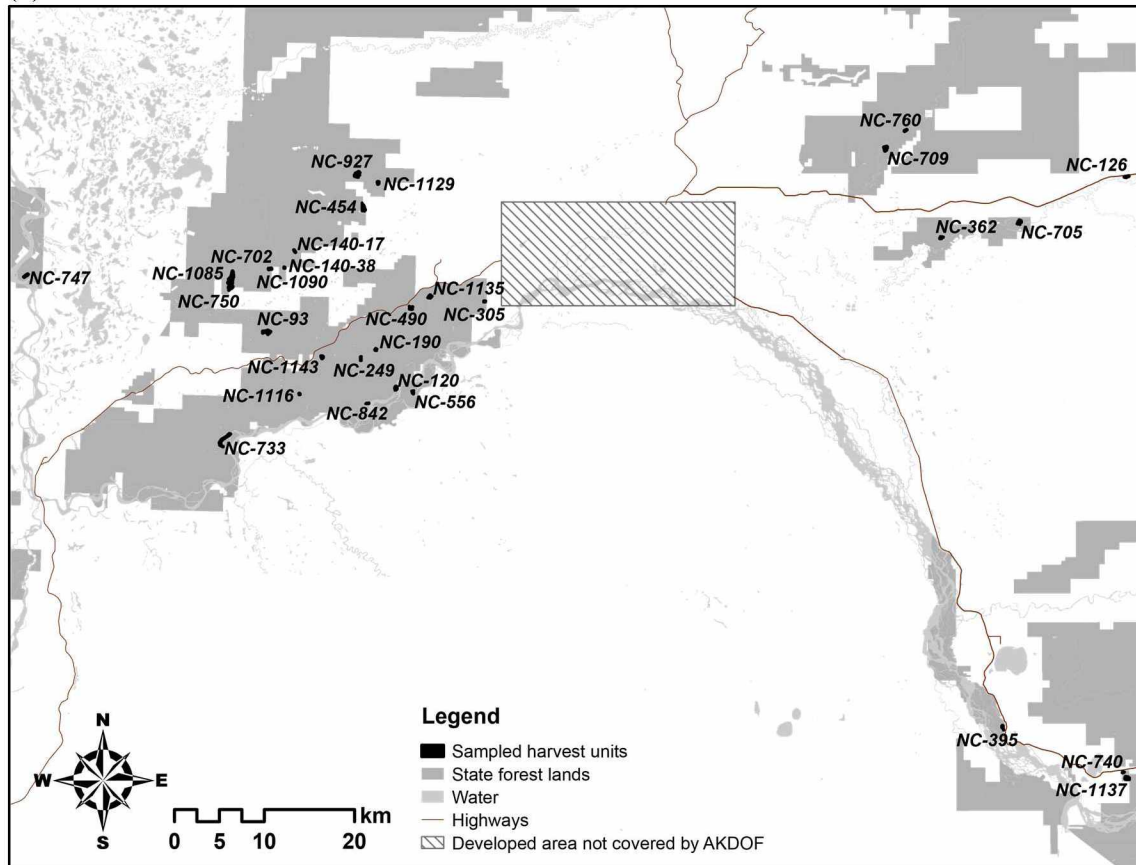 NC-760
NC-709
NC-126
NC-927
NC-1129
NC-454
NC-362
NC-705
NC-140-17
NC-702
NC-140-38
NC-747
NC-1085
NC-1090
NC-750
NC-1135
NC-305
NC-490
NC-93
NC-190
NC-1143
NC-249
NC-120
NC-1116
NC-556
NC-842
NC-733
NC-395
NC-740
NC-1137
N
W
E
S
0 5 10 20
km
Legend
Sampled harvest units
State forest lands
Water
Highways
Developed area not covered by AKDOF